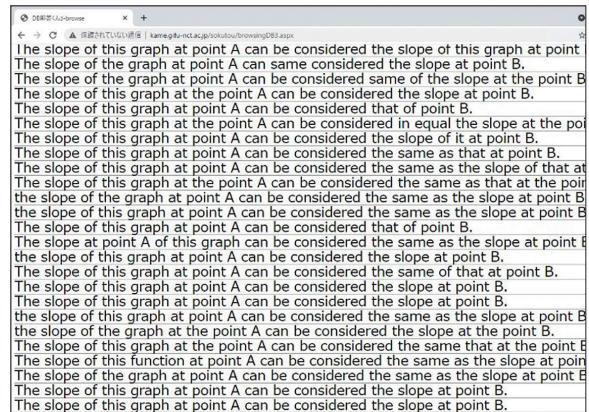 DB即答くん3-browse
保護されていない通信 | kame.gifu-nct.ac.jp/sokutou/browsingDB3.aspx
The slope of this graph at point A can be considered the slope of this graph at point
The slope of the graph at point A can same considered the slope at point B.
The slope of the graph at point A can be considered same of the slope at the point B
The slope of this graph at the point A can be considered the slope at point B.
The slope of this graph at point A can be considered that of point B.
The slope of this graph at the point A can be considered in equal the slope at the poi
The slope of this graph at point A can be considered the slope of it at point B.
The slope of this graph at point A can be considered the same as that at point B.
The slope of this graph at point A can be considered the same as the slope of that at
The slope of this graph at the point A can be considered the same as that at the poin
the slope of the graph at point A can be considered the same as the slope at point B
the slope of this graph at point A can be considered the same as the slope at point B
The slope of this graph at point A can be considered that of point B.
The slope at point A of this graph can be considered the same as the slope at point B
the slope of this graph at point A can be considered the slope at point B.
The slope of this graph at point A can be considered the same of that at point B.
The slope of this graph at point A can be considered the slope at point B.
The slope of this graph at point A can be considered the slope at point B.
the slope of this graph at point A can be considered the same as the slope at point B
the slope of the graph at the point A can be considered the slope at the point B.
The slope of this graph at the point A can be considered the same that at the point B
The slope of this function at point A can be considered the same as the slope at poin
The slope of the graph at point A can be considered the same as the slope at point B
The slope of this graph at point A can be considered the slope at point B.
The slope of this graph at point A can be considered the slope at point B.